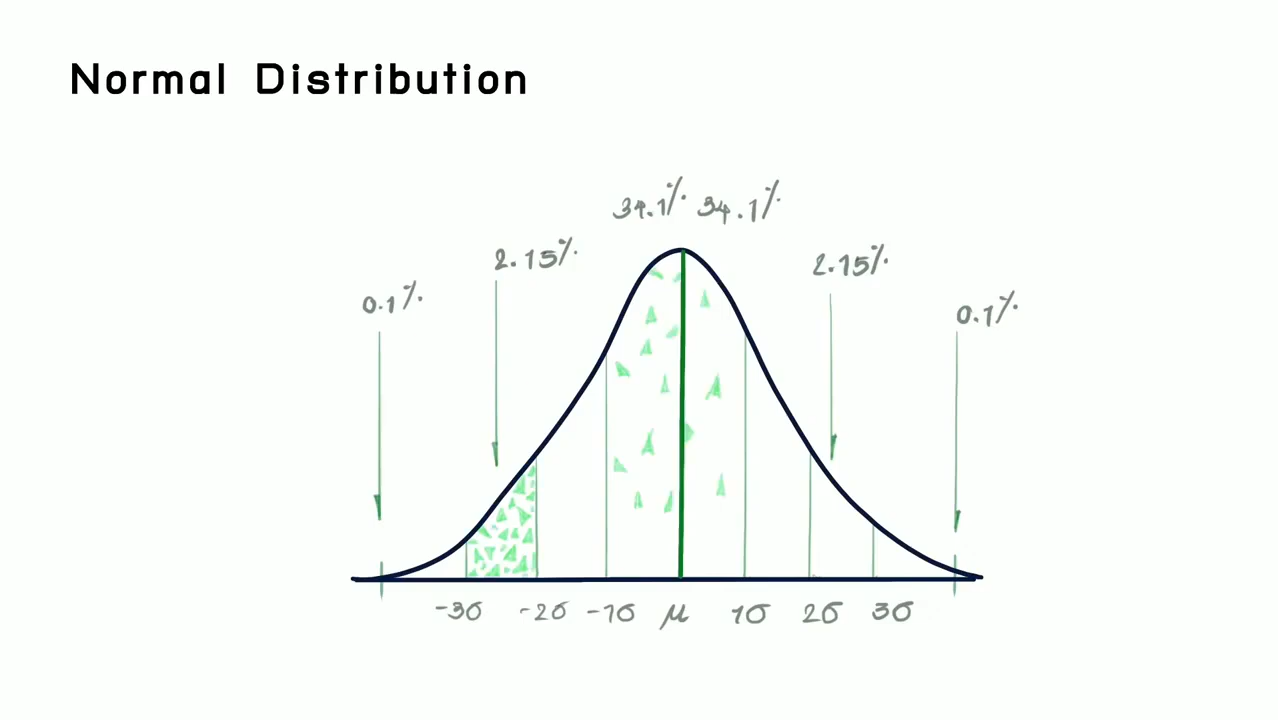 Normal Distribution
34.1% 34.1%
2.15% 2.15%
0.1% 0.1%
-3σ -2σ -1σ μ 1σ 2σ 3σ